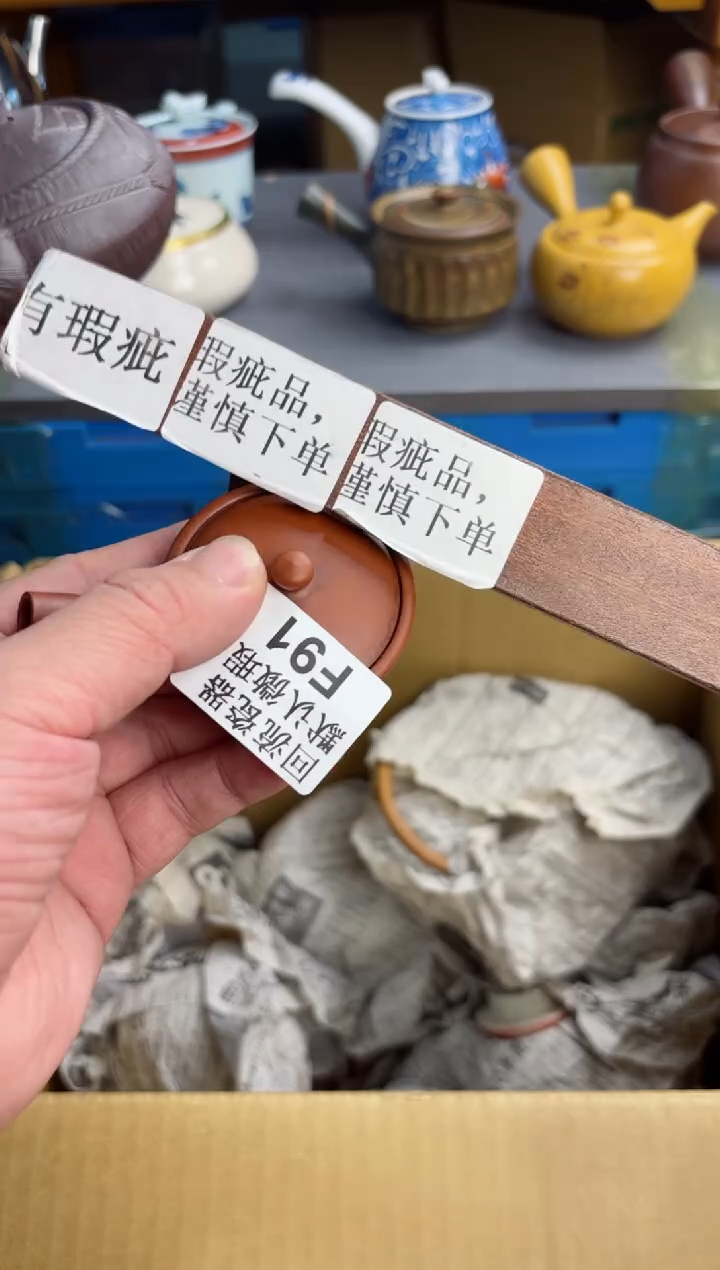 有瑕疵
瑕疵品，
谨慎下单
瑕疵品，
谨慎下单
F91
默认微瑕
回流瓷器